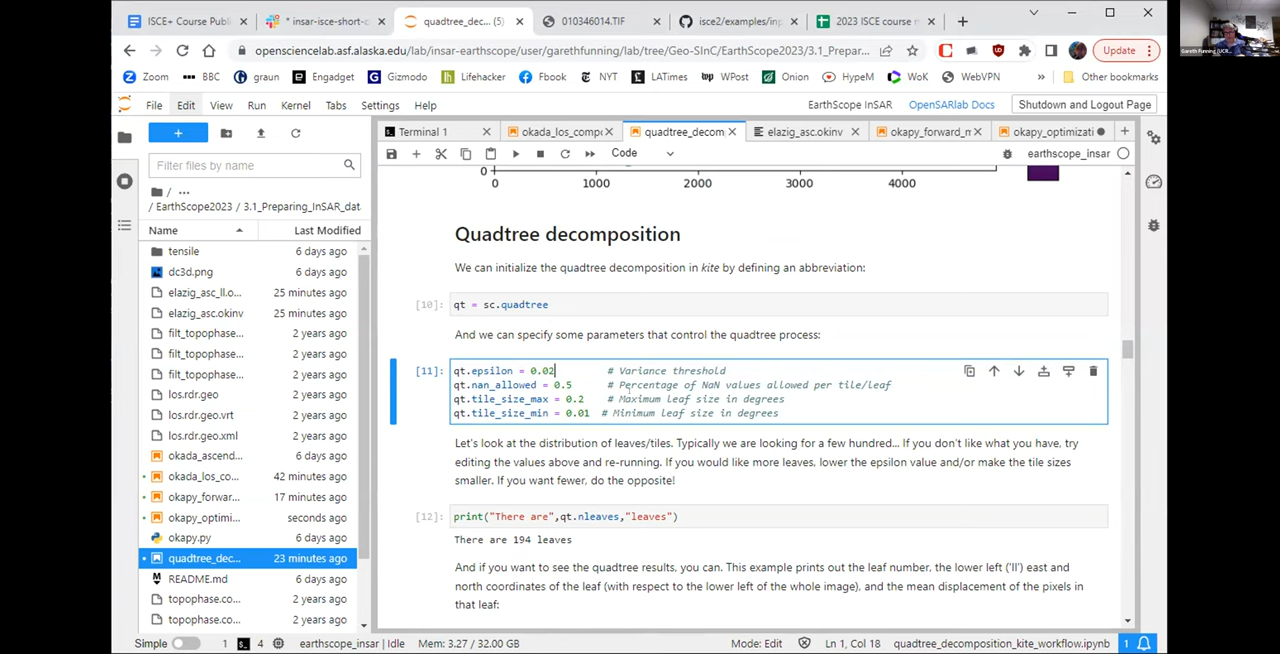 ISCE+ Course Publi
* insar-isce-short-c
quadtree_dec... (5)
010346014.TIF
isce2/examples/inp
2023 ISCE course m
opensciencelab.asf.alaska.edu/lab/insar-earthscope/user/garethfunning/lab/tree/Geo-SInC/EarthScope2023/3.1_Prepar...
Update
Zoom
BBC
graun
Engadget
Gizmodo
Lifehacker
Fbook
NYT
LATimes
WPost
Onion
HypeM
WoK
WebVPN
»
Other bookmarks
File Edit View Run Kernel Tabs Settings Help
EarthScope InSAR
OpenSARlab Docs
Shutdown and Logout Page
Filter files by name
/ ...
/ EarthScope2023 / 3.1_Preparing_InSAR_dat
Name Last Modified
tensile 6 days ago
dc3d.png 6 days ago
elazig_asc_ll.o... 25 minutes ago
elazig_asc.okinv 25 minutes ago
filt_topophase... 2 years ago
filt_topophase... 2 years ago
filt_topophase... 2 years ago
los.rdr.geo 2 years ago
los.rdr.geo.vrt 2 years ago
los.rdr.geo.xml 2 years ago
okada_ascend... 6 days ago
okada_los_co... 42 minutes ago
okapy_forwar... 17 minutes ago
okapy_optimi... seconds ago
okapy.py 6 days ago
quadtree_dec... 23 minutes ago
README.md 6 days ago
topophase.co... 2 years ago
topophase.co... 2 years ago
Terminal 1
okada_los_comp
quadtree_decom
elazig_asc.okinv
okapy_forward_m
okapy_optimizati
Code
earthscope_insar
0
0 1000 2000 3000 4000
Quadtree decomposition
We can initialize the quadtree decomposition in kite by defining an abbreviation:
[10]: qt = sc.quadtree
And we can specify some parameters that control the quadtree process:
[11]: qt.epsilon = 0.02 # Variance threshold
qt.nan_allowed = 0.5 # Percentage of NaN values allowed per tile/leaf
qt.tile_size_max = 0.2 # Maximum leaf size in degrees
qt.tile_size_min = 0.01 # Minimum leaf size in degrees
Let's look at the distribution of leaves/tiles. Typically we are looking for a few hundred... If you don't like what you have, try
editing the values above and re-running. If you would like more leaves, lower the epsilon value and/or make the tile sizes
smaller. If you want fewer, do the opposite!
[12]: print("There are",qt.nleaves,"leaves")
There are 194 leaves
And if you want to see the quadtree results, you can. This example prints out the leaf number, the lower left ('ll') east and
north coordinates of the leaf (with respect to the lower left of the whole image), and the mean displacement of the pixels in
that leaf:
Simple
1
4
earthscope_insar | Idle
Mem: 3.27 / 32.00 GB
Mode: Edit
Ln 1, Col 18
quadtree_decomposition_kite_workflow.ipynb
1
Gareth Funning (UCR...